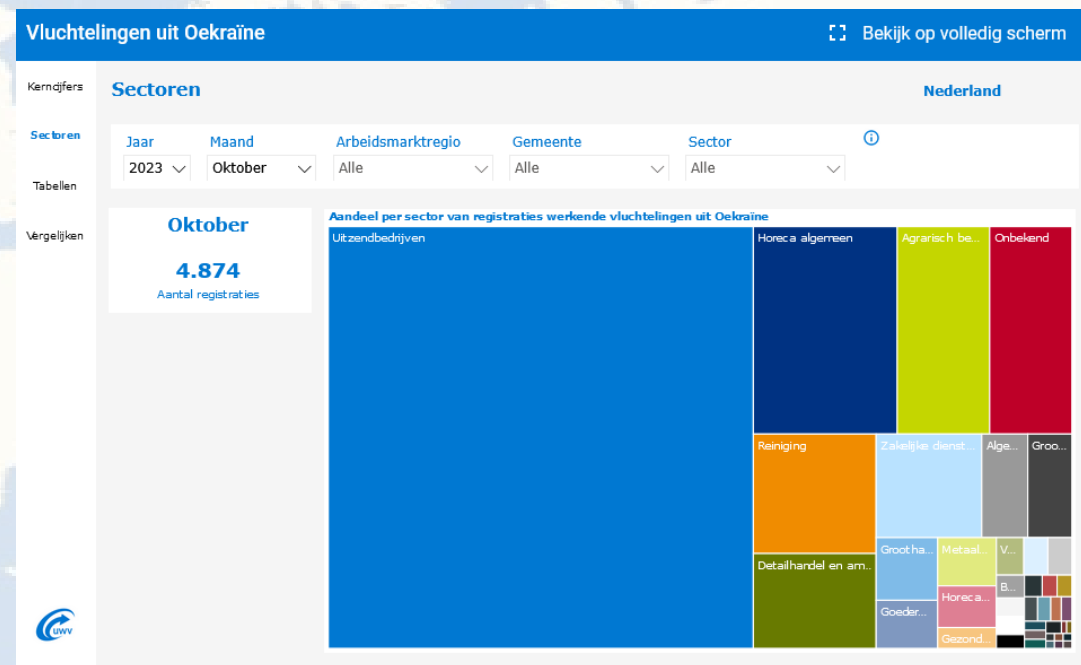 Vluchtelingen uit Oekraïne
Bekijk op volledig scherm
Kerncijfers
Sectoren
Tabellen
Vergelijken
Sectoren
Nederland
Jaar
Maand
Arbeidsmarktregio
Gemeente
Sector
2023
Oktober
Alle
Alle
Alle
Oktober
4.874
Aantal registraties
Aandeel per sector van registraties werkende vluchtelingen uit Oekraïne
Uitzendbedrijven
Horeca algemeen
Agrarisch be...
Onbekend
Reiniging
Zakelijke dienst...
Alge...
Groo...
Detailhandel en am...
Grootha...
Metaal...
V...
Goeder...
Horeca...
B...
Gezond...
UWV